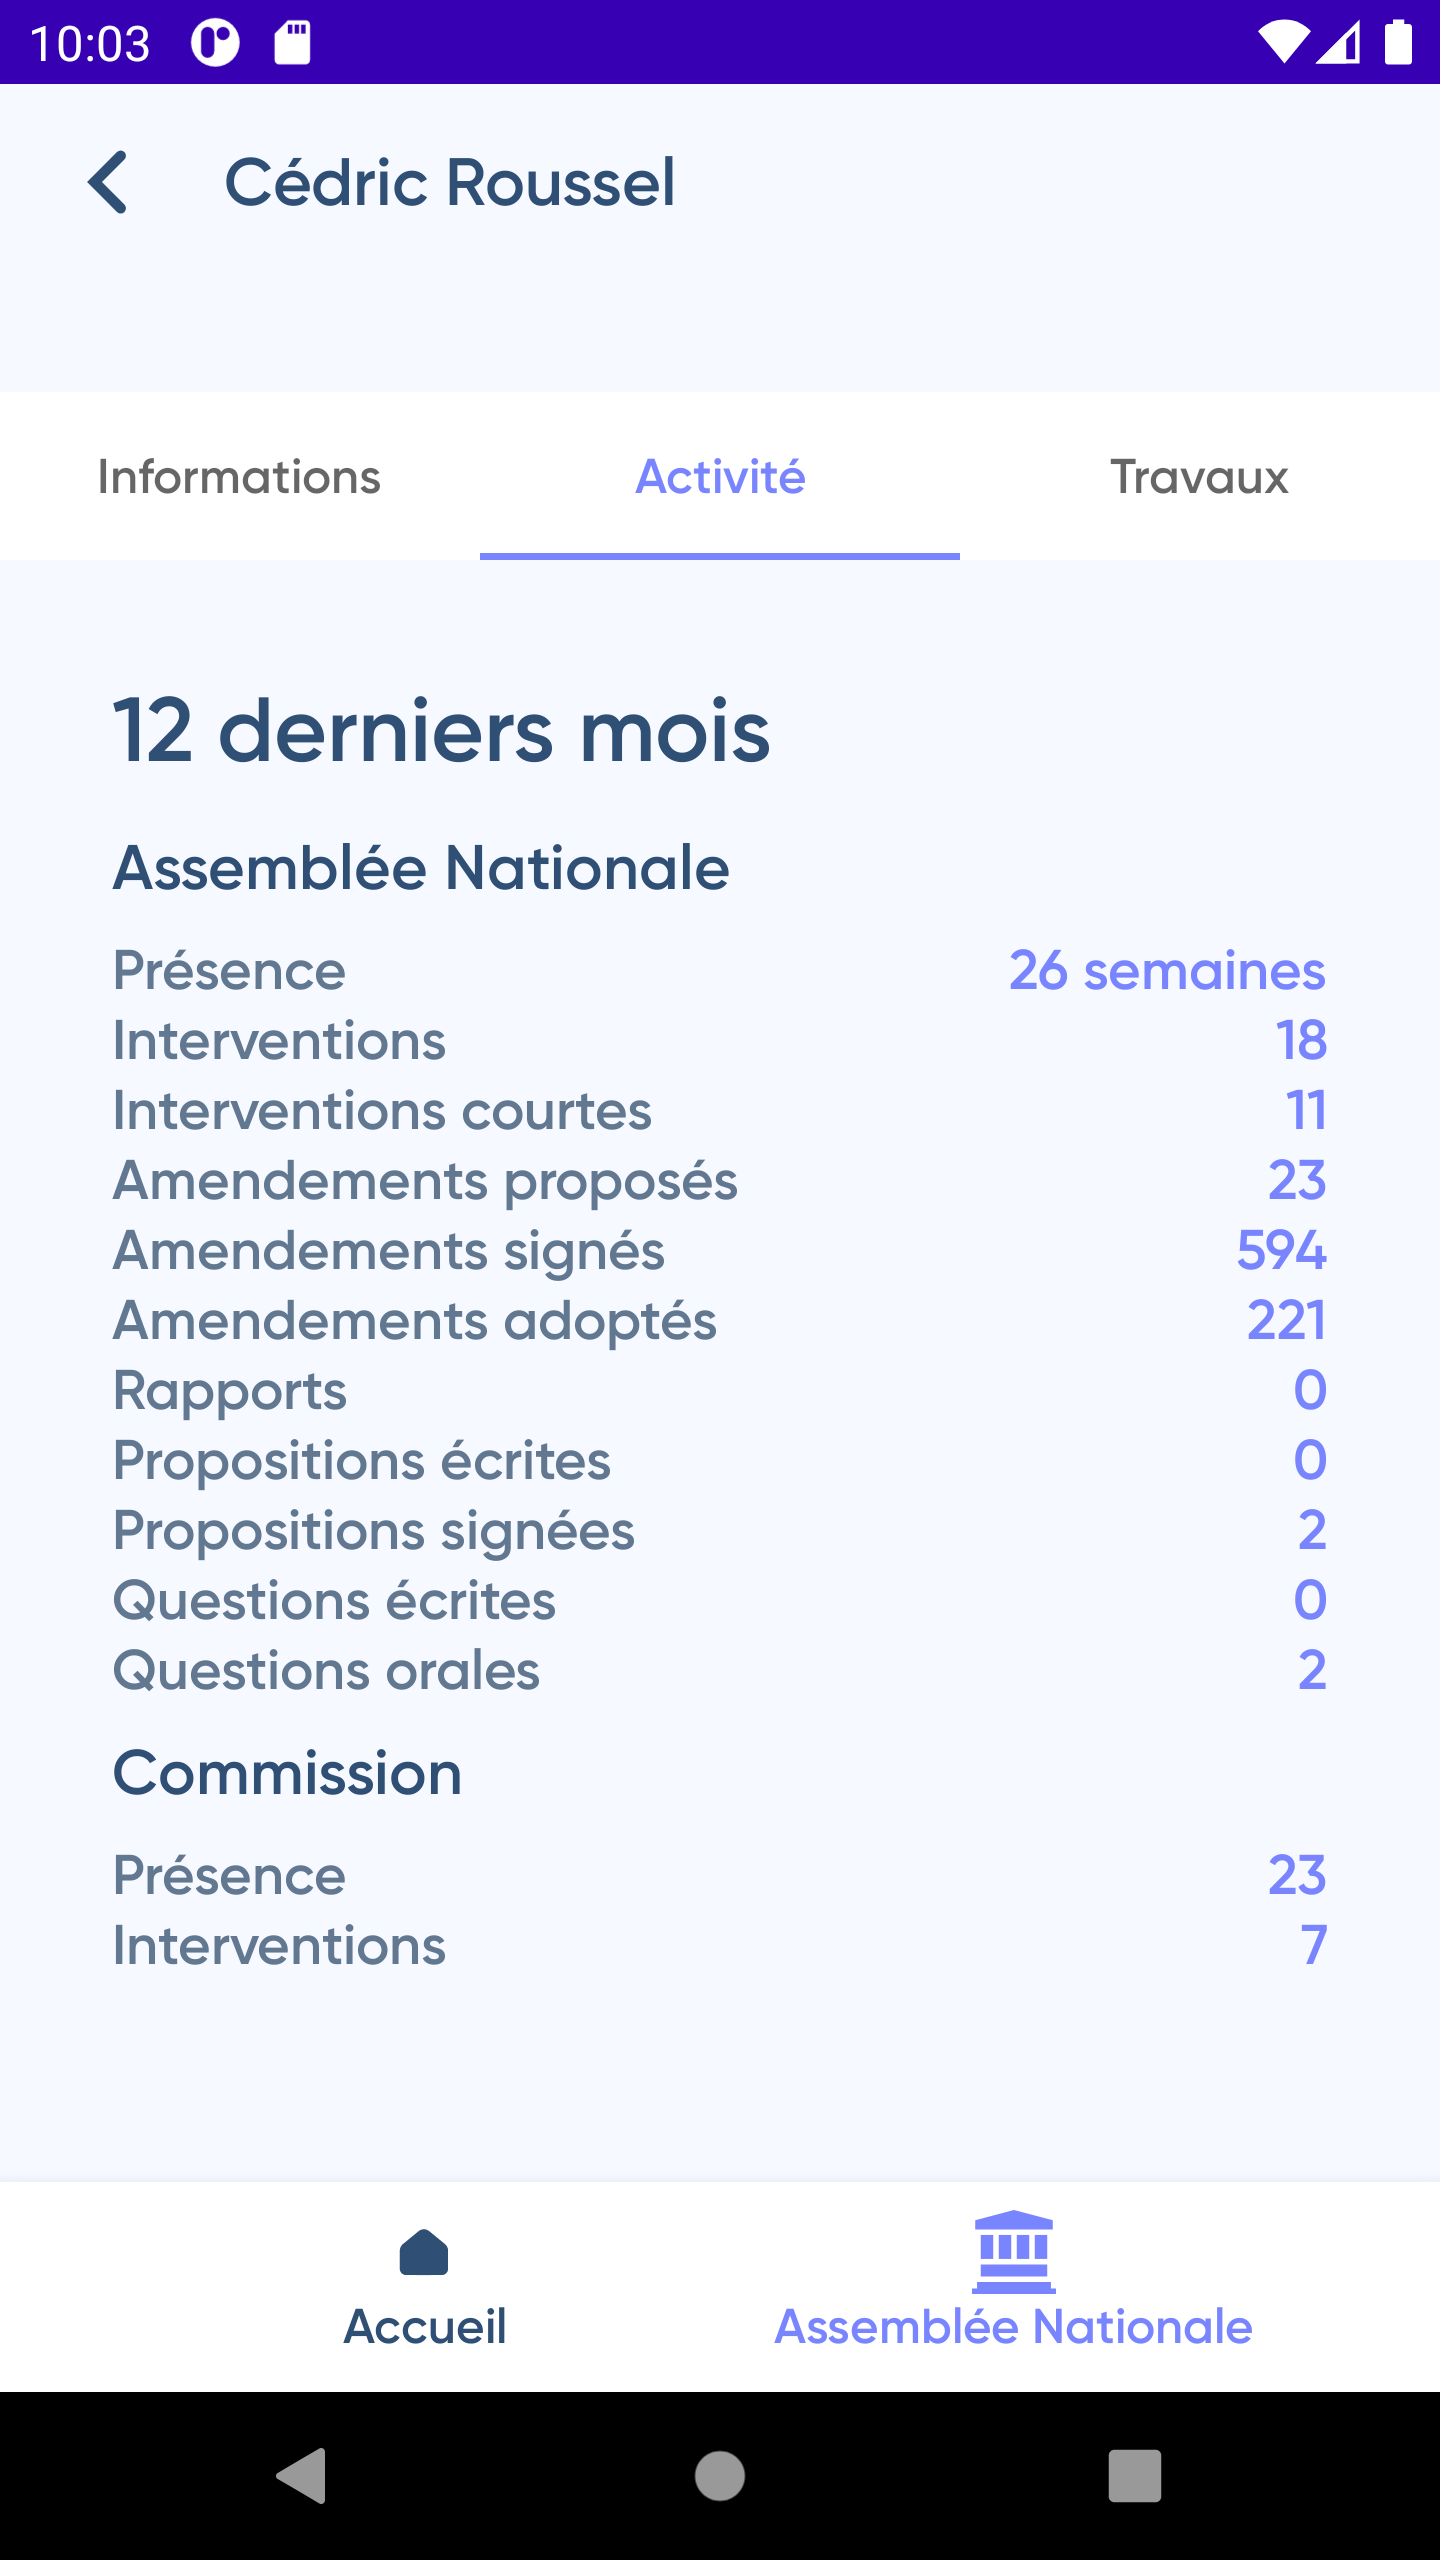 10:03
Cédric Roussel
Informations Activité Travaux
12 derniers mois
Assemblée Nationale
Présence 26 semaines
Interventions 18
Interventions courtes 11
Amendements proposés 23
Amendements signés 594
Amendements adoptés 221
Rapports 0
Propositions écrites 0
Propositions signées 2
Questions écrites 0
Questions orales 2
Commission
Présence 23
Interventions 7
Accueil Assemblée Nationale